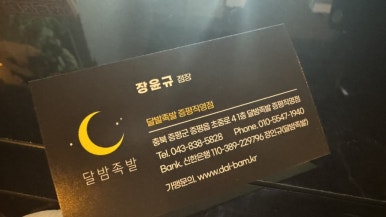 장윤규 점장
달밤족발 증평직영점
충북 증평군 증평읍 초중로 4 1층 달밤족발 증평직영점
Tel. 043-838-5828 Phone. 010-5547-1940
Bank. 신한은행 110-389-229796 장인규(달밤족발)
가맹문의. www.dal-bam.kr
달밤족발